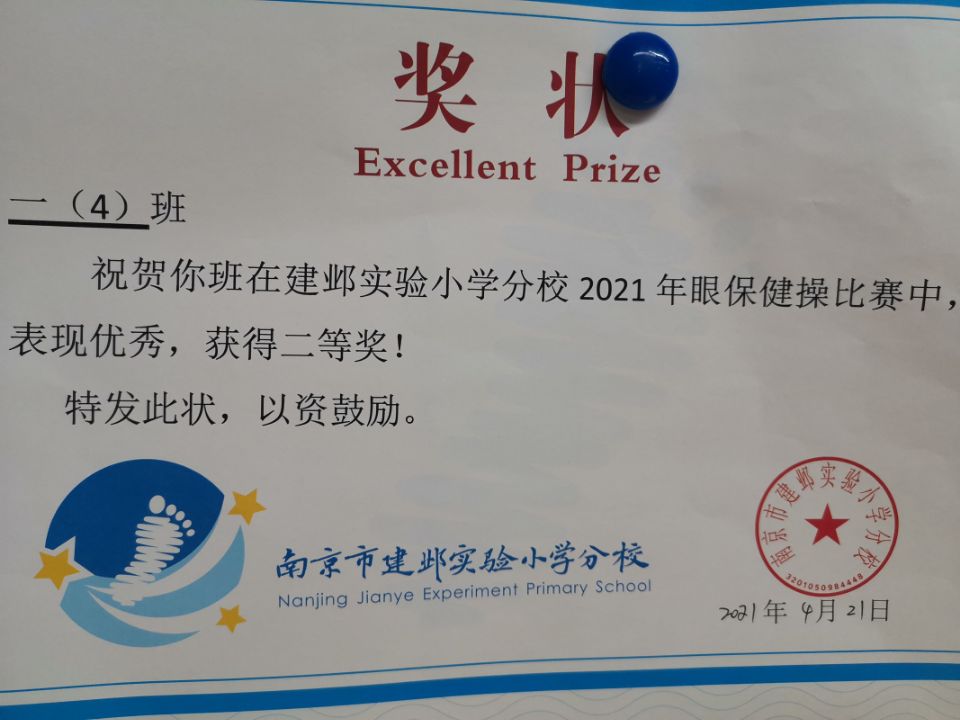 奖状
Excellent Prize
一（4）班
祝贺你班在建邺实验小学分校 2021 年眼保健操比赛中，
表现优秀，获得二等奖！
特发此状，以资鼓励。
南京市建邺实验小学分校
Nanjing Jianye Experiment Primary School
南京市建邺实验小学分校
3201050984448
2021年 4月21日